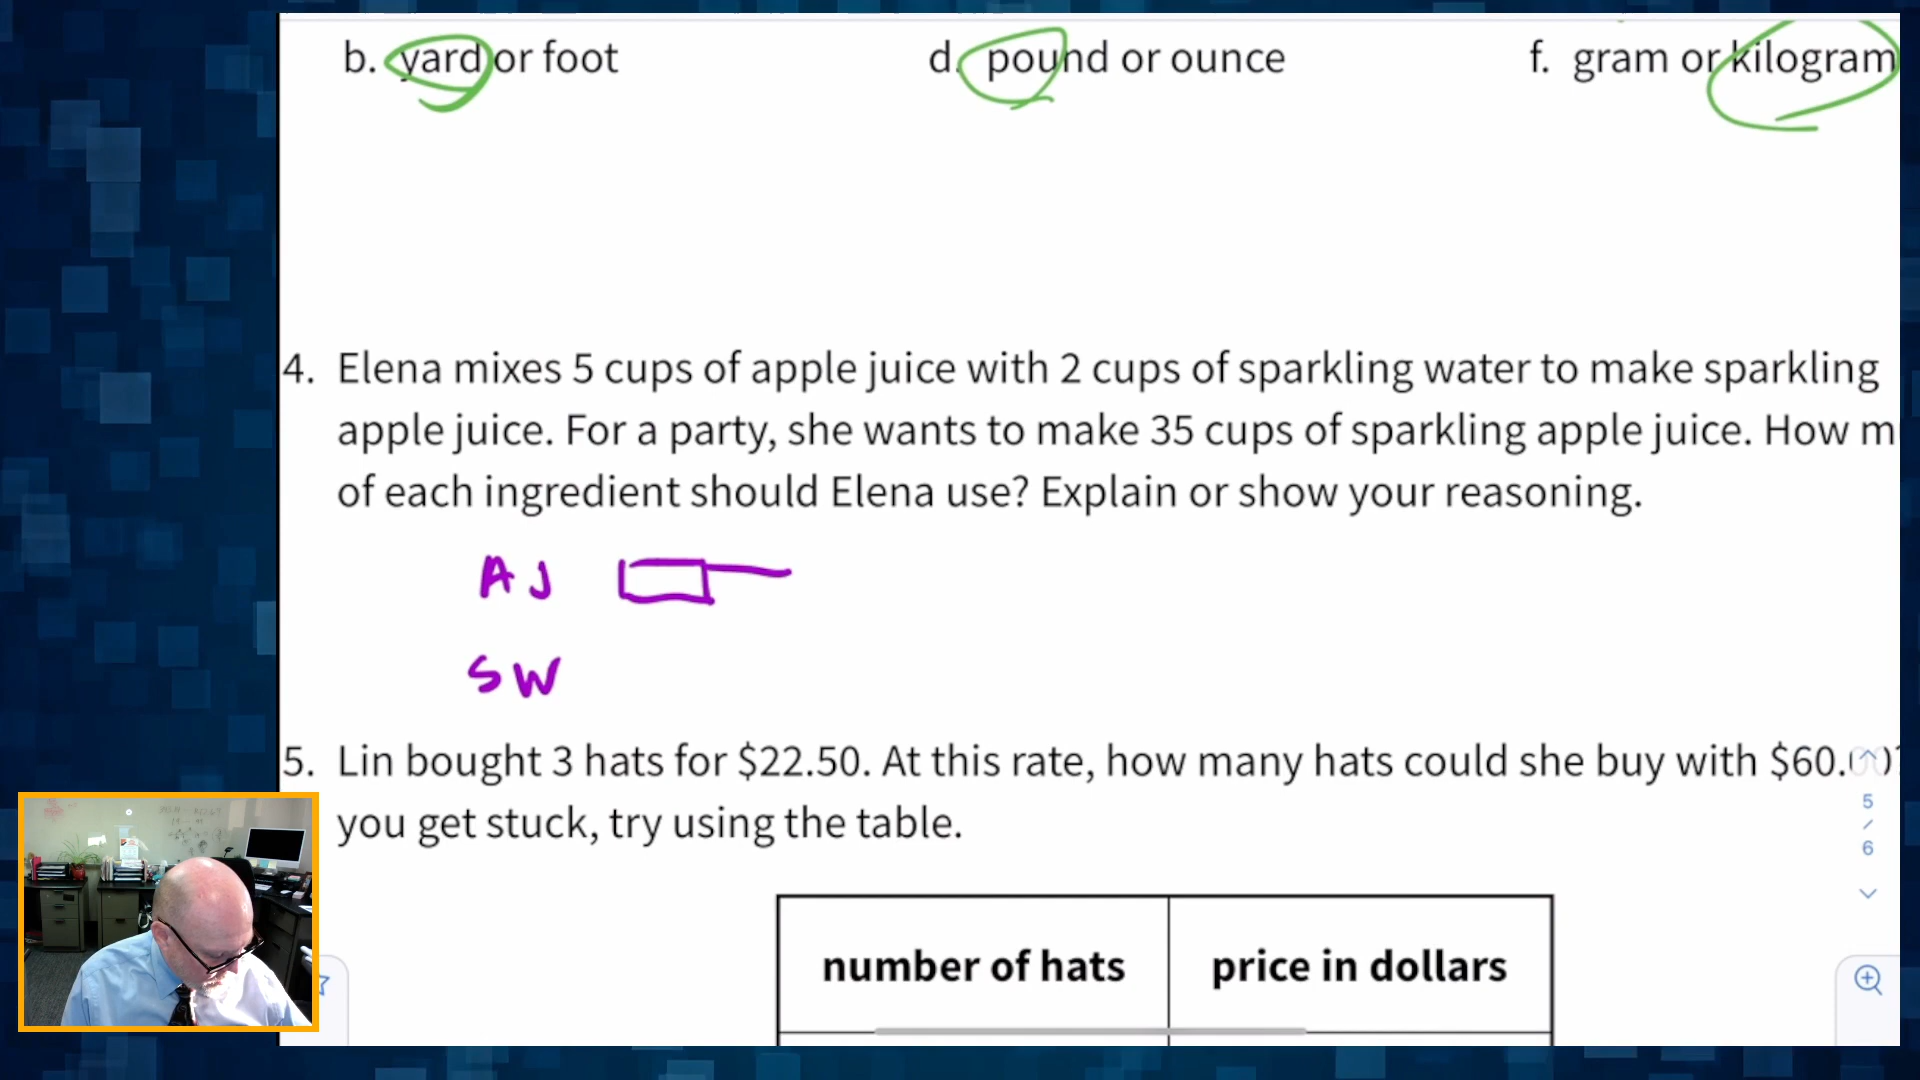 b. yard or foot
d. pound or ounce
f. gram or kilogram
4. Elena mixes 5 cups of apple juice with 2 cups of sparkling water to make sparkling
apple juice. For a party, she wants to make 35 cups of sparkling apple juice. How m
of each ingredient should Elena use? Explain or show your reasoning.
A J
S W
5. Lin bought 3 hats for $22.50. At this rate, how many hats could she buy with $60.00?
you get stuck, try using the table.
5
/
6
number of hats
price in dollars